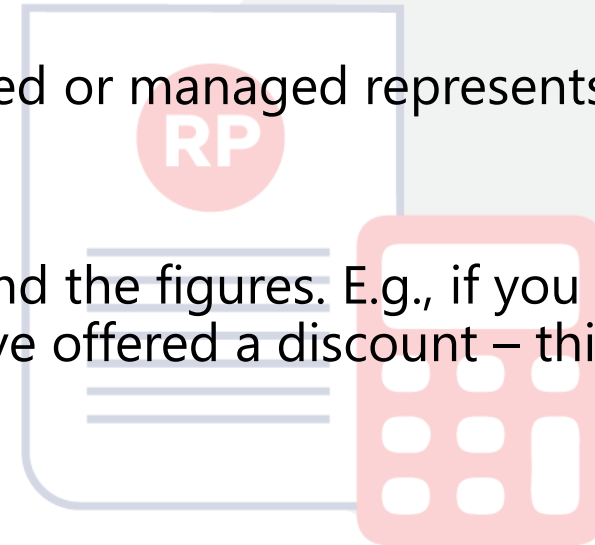 ed or managed represents
RP
nd the figures. E.g., if you
ve offered a discount – thi